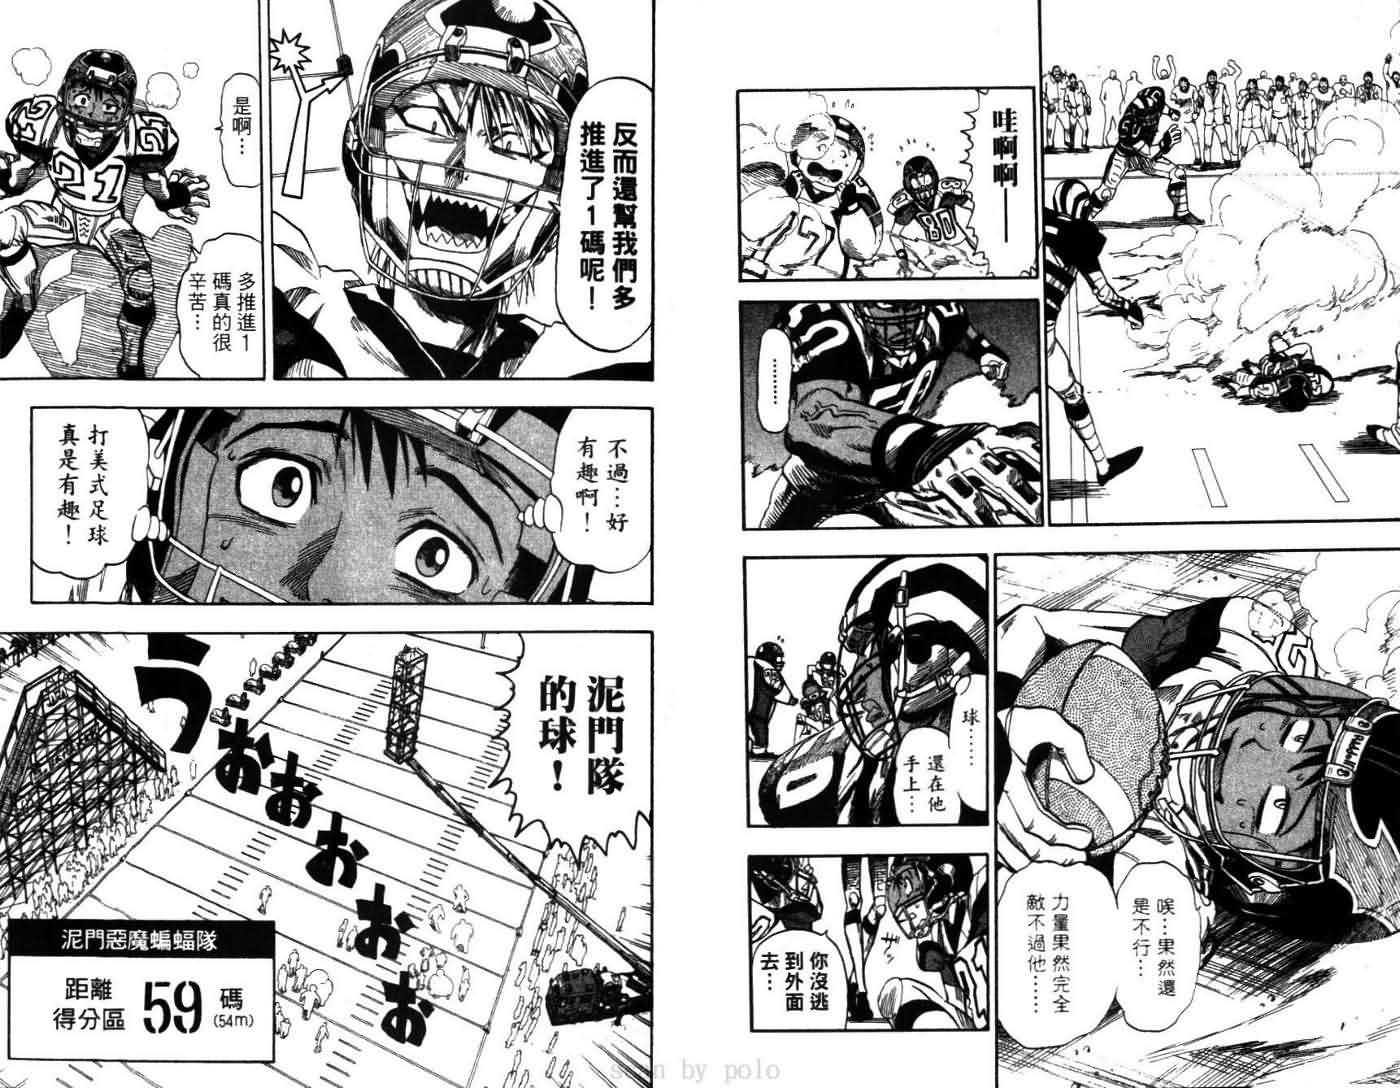 哇啊啊——
80
………
唉…果然還
是不行…
力量果然完全
敵不過他……
球……
還在他
手上…
ザッ
你沒逃
到外面
去…
反而還幫我們多
推進了1碼呢！
是啊…
21
多推進1
碼真的很
辛苦…
不過…好
有趣啊！
打美式足球
真是有趣！
泥門隊
的球！
うおおおおお
泥門惡魔蝙蝠隊
距離
得分區
59
碼
(54m)
scan by polo